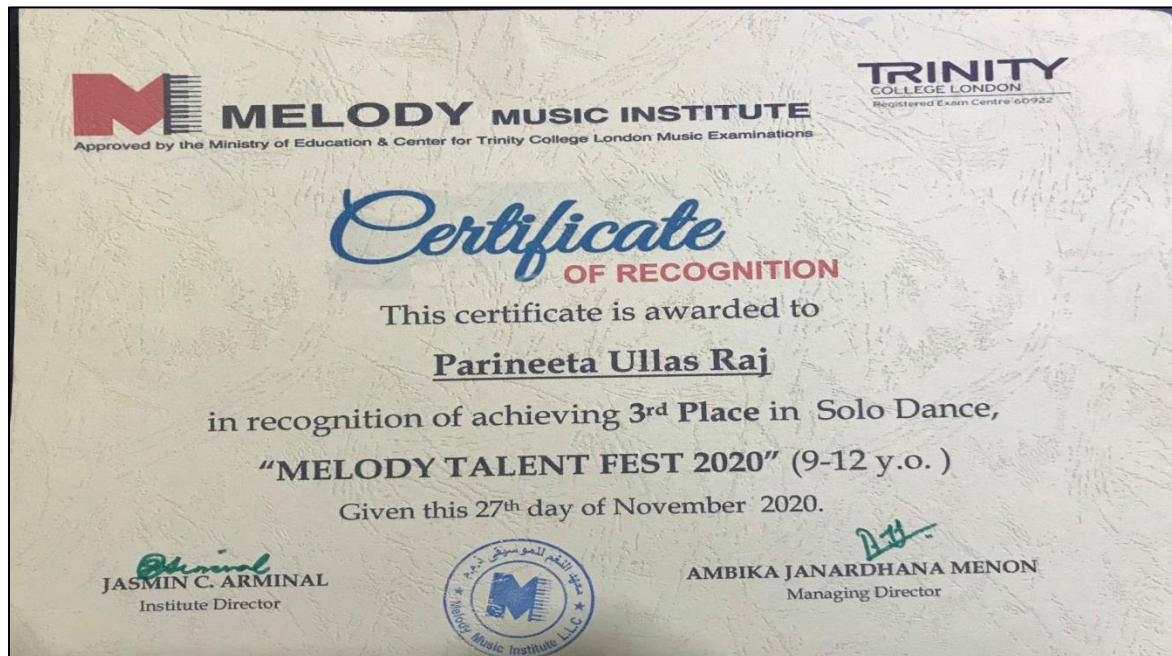 MELODY MUSIC INSTITUTE
Approved by the Ministry of Education & Center for Trinity College London Music Examinations
TRINITY
COLLEGE LONDON
Registered Exam Centre 60922
Certificate
OF RECOGNITION
This certificate is awarded to
Parineeta Ullas Raj
in recognition of achieving 3rd Place in Solo Dance,
"MELODY TALENT FEST 2020" (9-12 y.o. )
Given this 27th day of November 2020.
JASMIN C. ARMINAL
Institute Director
معهد النغم للموسيقى ذ.م.م
Melody Music Institute L.L.C
AMBIKA JANARDHANA MENON
Managing Director